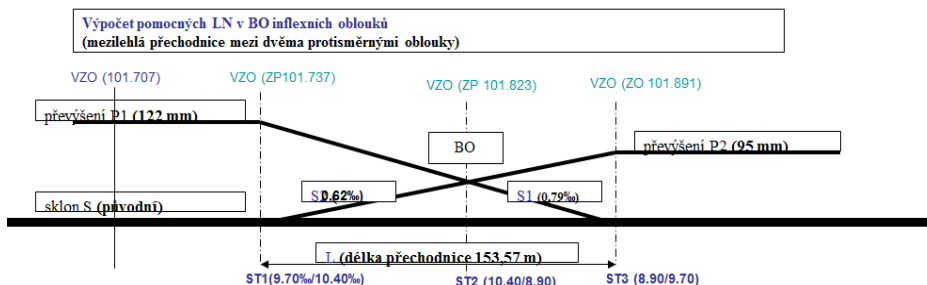 Výpočet pomocných LN v BO inflexních oblouků
(mezilehlá přechodnice mezi dvěma protisměrnými oblouky)
VZO (101.707)
VZO (ZP101.737)
VZO (ZP 101.823)
VZO (ZO 101.891)
převýšení P1 (122 mm)
BO
převýšení P2 (95 mm)
0.62‰)
S1 (0.79‰)
sklon S (původní)
L (délka přechodnice 153,57 m)
ST1(9.70‰/10.40‰)
ST2 (10.40/8.90)
ST3 (8.90/9.70)